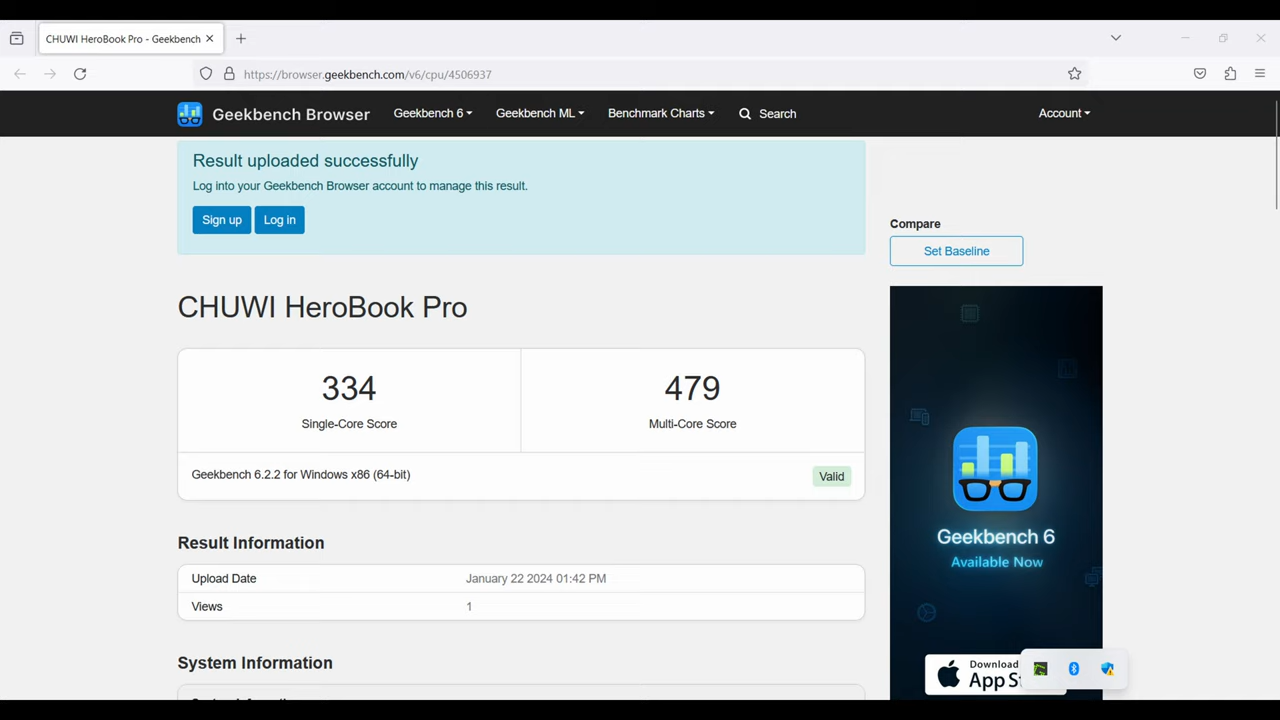 CHUWI HeroBook Pro - Geekbench
https://browser.geekbench.com/v6/cpu/4506937
Geekbench Browser
Geekbench 6
Geekbench ML
Benchmark Charts
Search
Account
Result uploaded successfully
Log into your Geekbench Browser account to manage this result.
Sign up
Log in
Compare
Set Baseline
CHUWI HeroBook Pro
334
479
Single-Core Score
Multi-Core Score
Geekbench 6.2.2 for Windows x86 (64-bit)
Valid
Geekbench 6
Available Now
Result Information
Upload Date
January 22 2024 01:42 PM
Views
1
System Information
Download
App